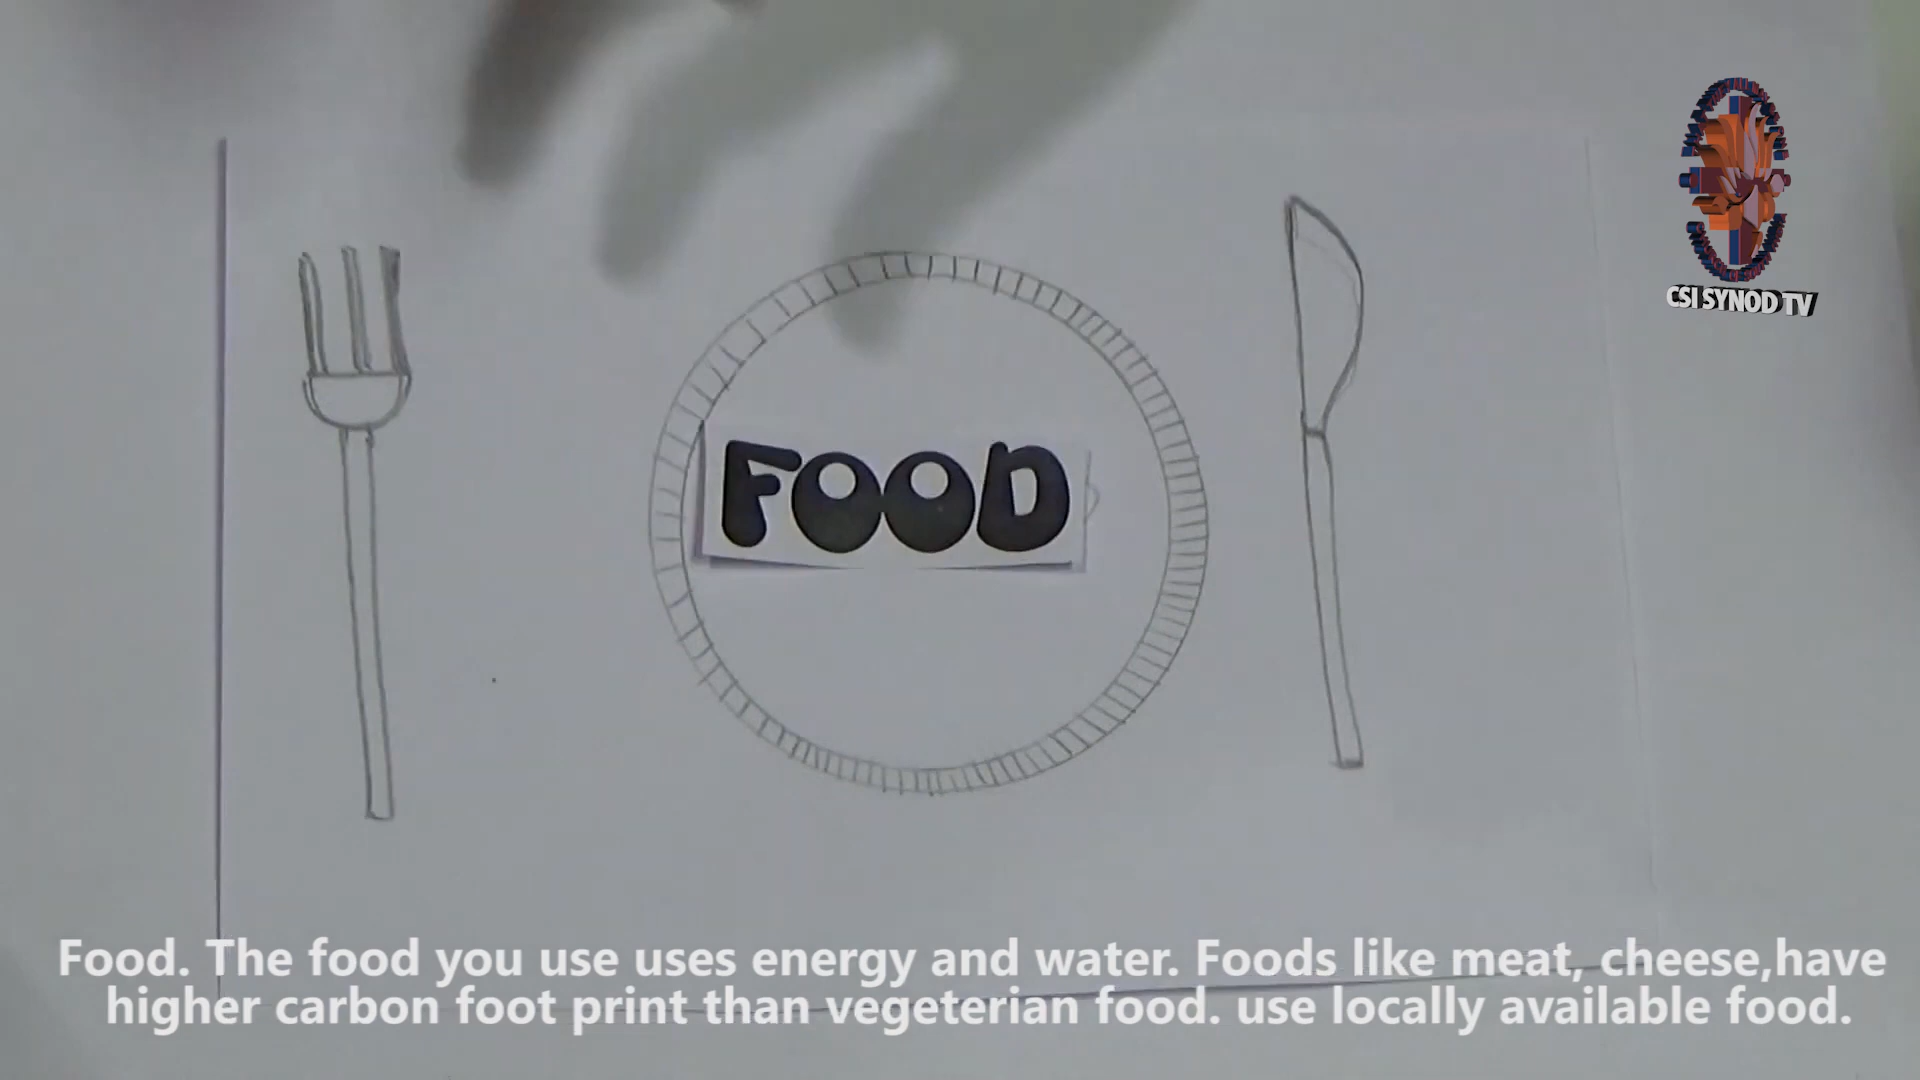 CSI SYNOD TV
FOOD
Food. The food you use uses energy and water. Foods like meat, cheese,have
higher carbon foot print than vegeterian food. use locally available food.